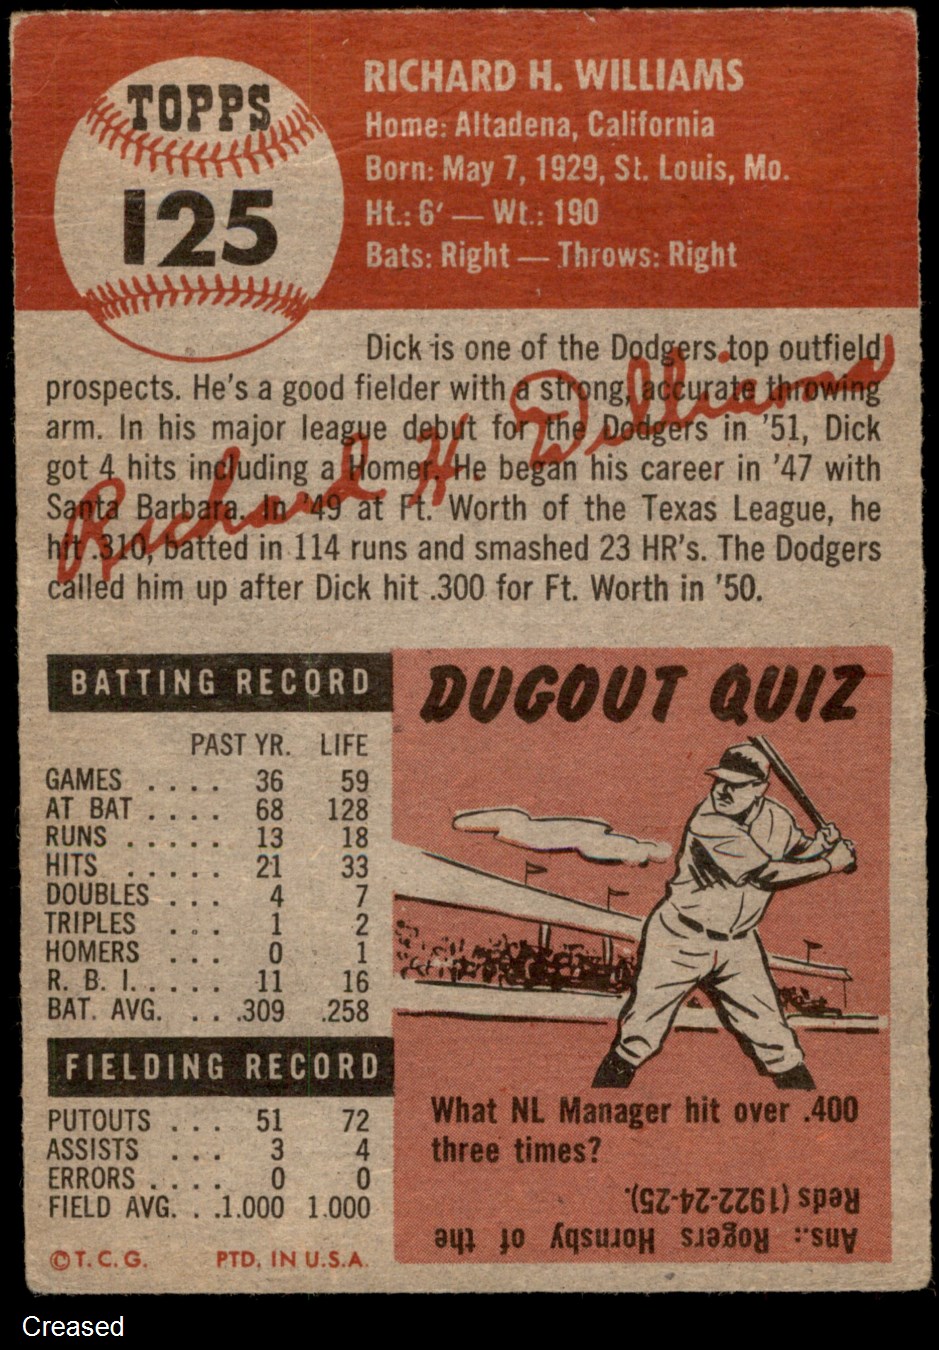 TOPPS
125
RICHARD H. WILLIAMS
Home: Altadena, California
Born: May 7, 1929, St. Louis, Mo.
Ht.: 6' — Wt.: 190
Bats: Right — Throws: Right
Dick is one of the Dodgers top outfield
prospects. He's a good fielder with a strong, accurate throwing
arm. In his major league debut for the Dodgers in '51, Dick
got 4 hits including a Homer. He began his career in '47 with
Santa Barbara. In '49 at Ft. Worth of the Texas League, he
hit .310, batted in 114 runs and smashed 23 HR's. The Dodgers
called him up after Dick hit .300 for Ft. Worth in '50.
Richard H. Williams
BATTING RECORD
PAST YR. LIFE
GAMES . . . . 36 59
AT BAT . . . . 68 128
RUNS . . . . . 13 18
HITS . . . . . 21 33
DOUBLES . . . 4 7
TRIPLES . . . 1 2
HOMERS . . . 0 1
R. B. I. . . . . 11 16
BAT. AVG. . . .309 .258
FIELDING RECORD
PUTOUTS . . . 51 72
ASSISTS . . . 3 4
ERRORS . . . . 0 0
FIELD AVG. . .1.000 1.000
© T. C. G. PTD. IN U.S.A.
DUGOUT QUIZ
What NL Manager hit over .400
three times?
Ans.: Rogers Hornsby of the
Reds (1922-24-25).
Creased